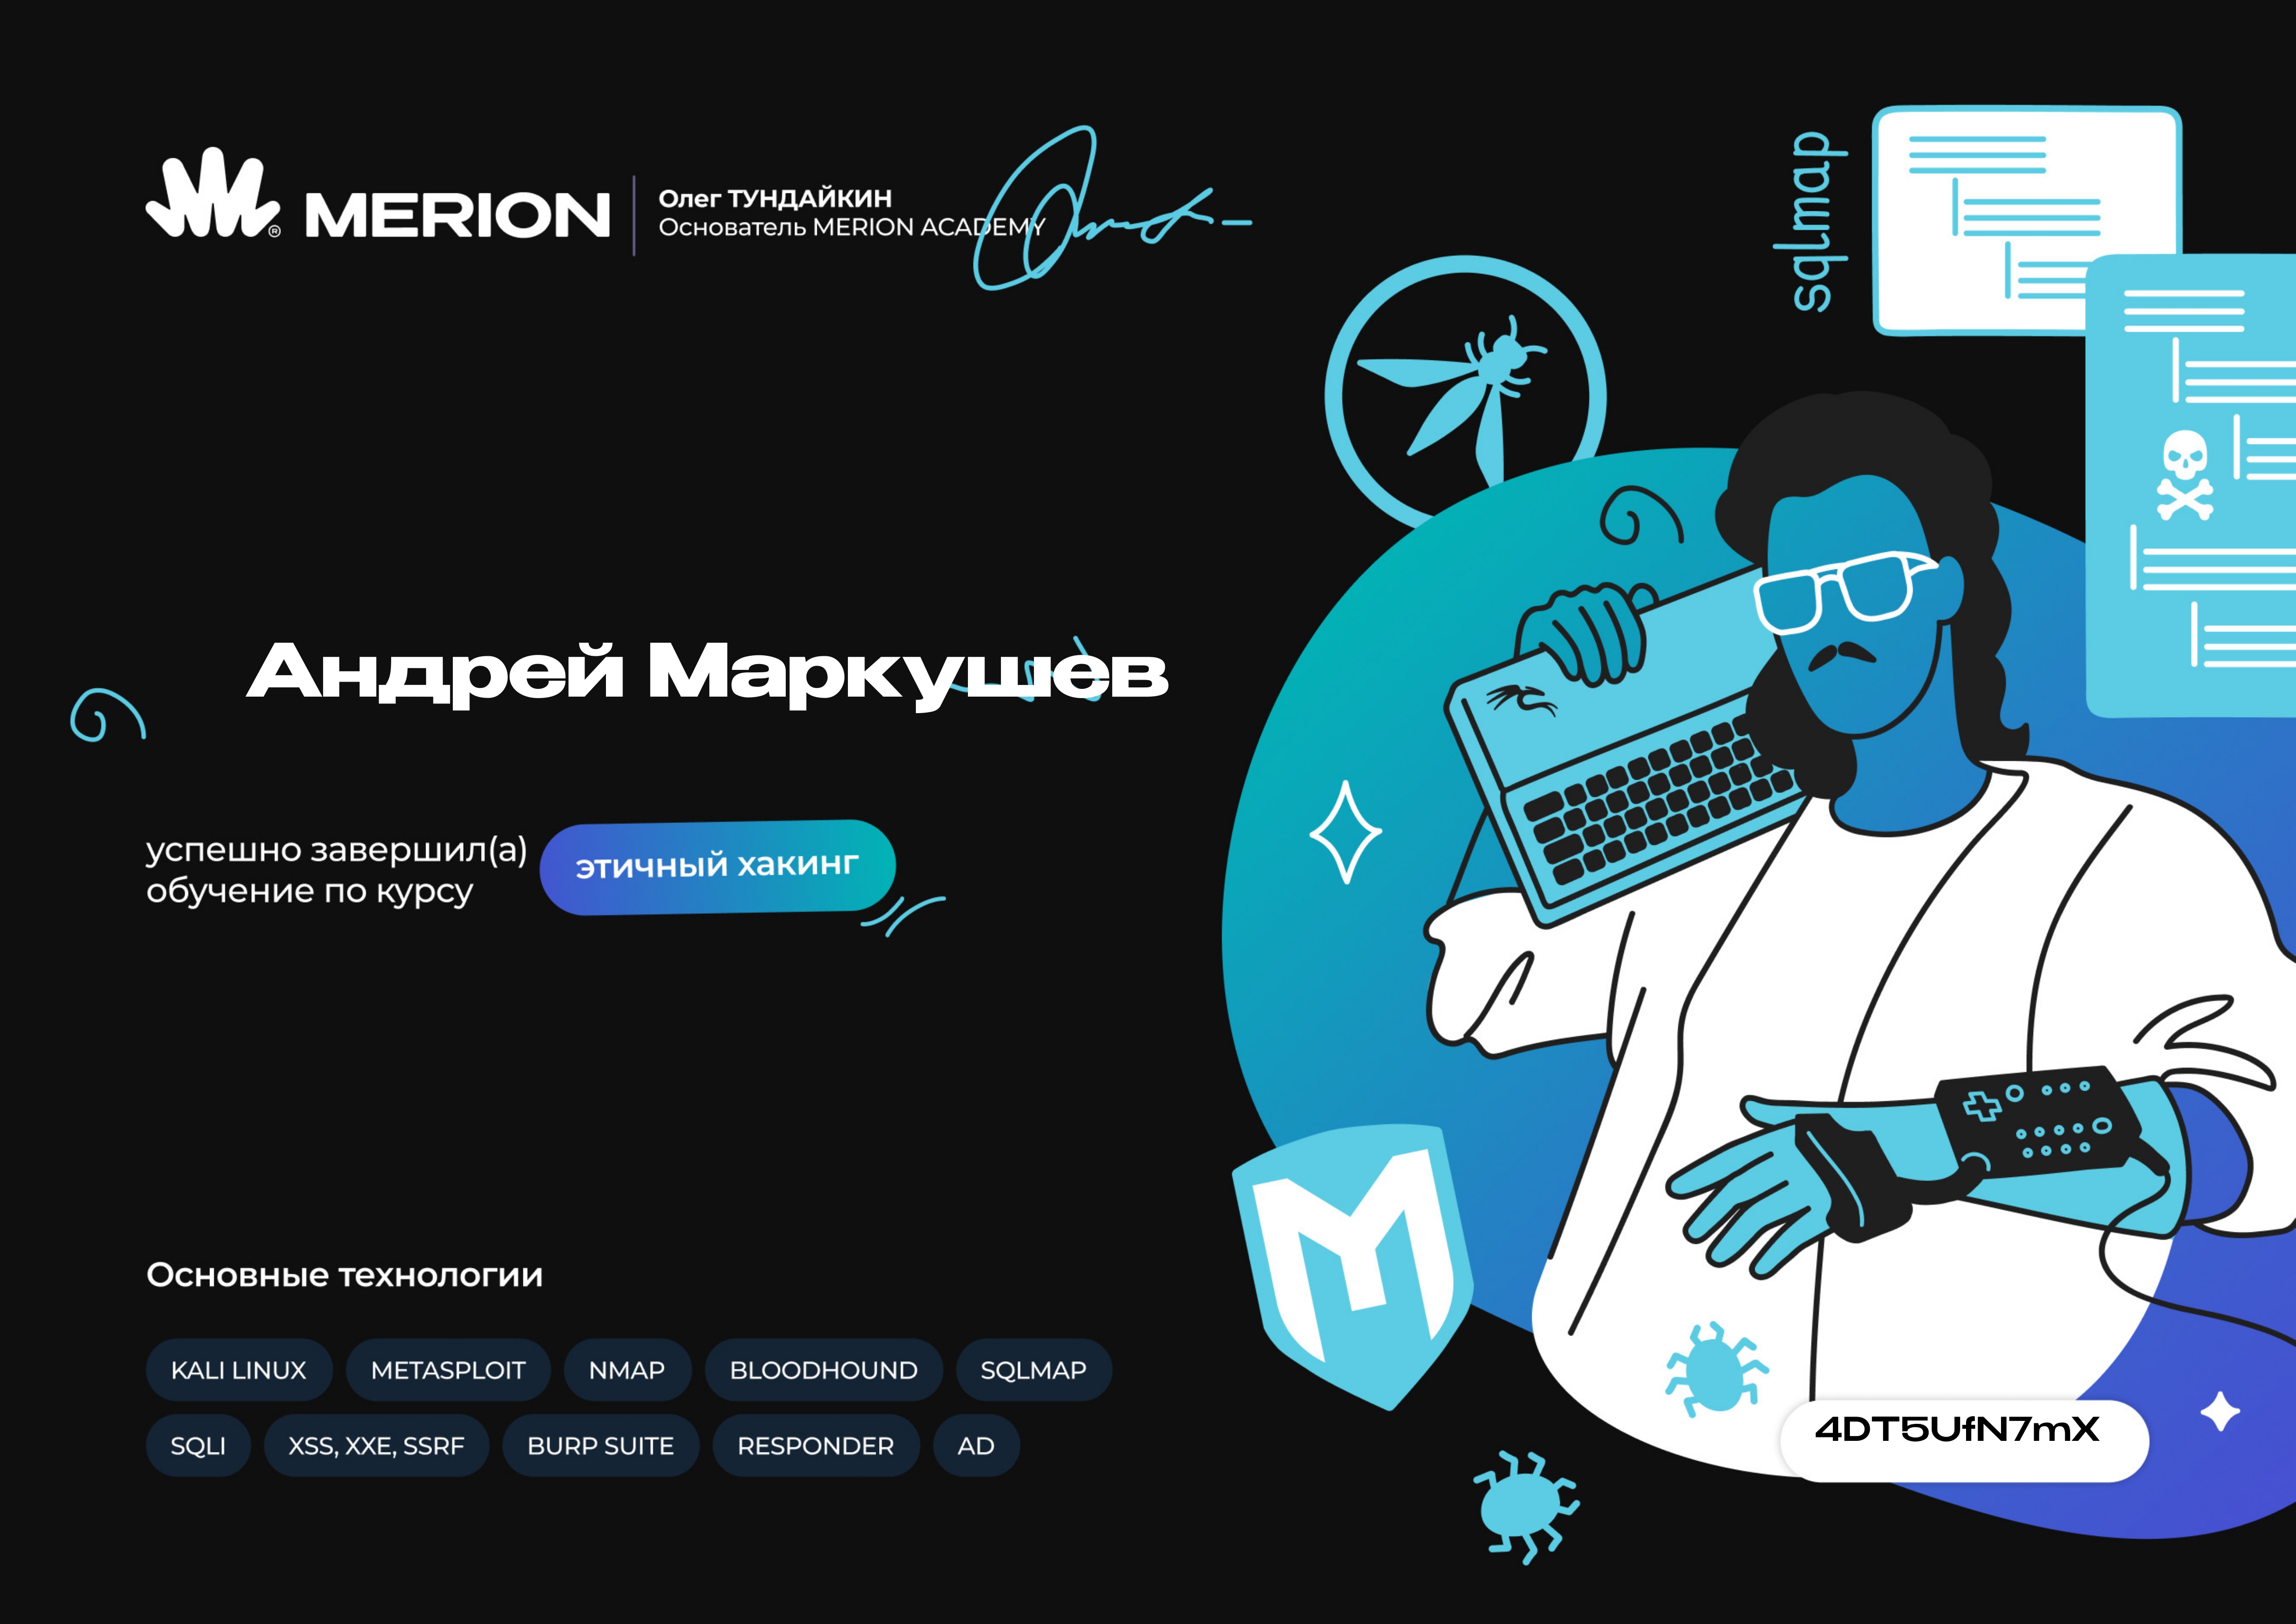 MERION
Олег ТУНДАЙКИН
Основатель MERION ACADEMY
sqlmap
Андрей Маркушев
успешно завершил(а)
обучение по курсу
этичный хакинг
Основные технологии
KALI LINUX METASPLOIT NMAP BLOODHOUND SQLMAP
SQLI XSS, XXE, SSRF BURP SUITE RESPONDER AD
4DT5UfN7mX